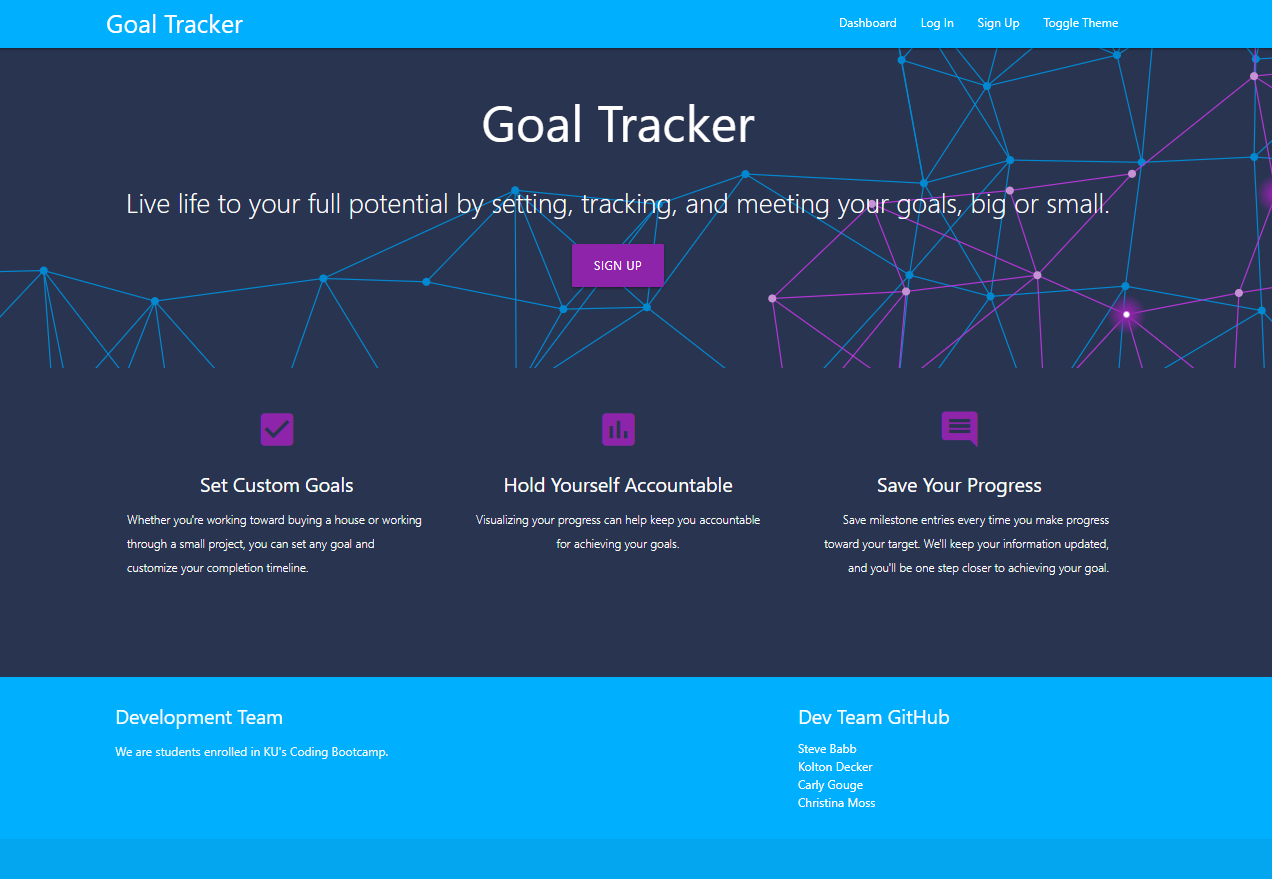 Goal Tracker
Dashboard
Log In
Sign Up
Toggle Theme
Goal Tracker
Live life to your full potential by setting, tracking, and meeting your goals, big or small.
SIGN UP
Set Custom Goals
Whether you're working toward buying a house or working
through a small project, you can set any goal and
customize your completion timeline.
Hold Yourself Accountable
Visualizing your progress can help keep you accountable
for achieving your goals.
Save Your Progress
Save milestone entries every time you make progress
toward your target. We'll keep your information updated,
and you'll be one step closer to achieving your goal.
Development Team
We are students enrolled in KU's Coding Bootcamp.
Dev Team GitHub
Steve Babb
Kolton Decker
Carly Gouge
Christina Moss